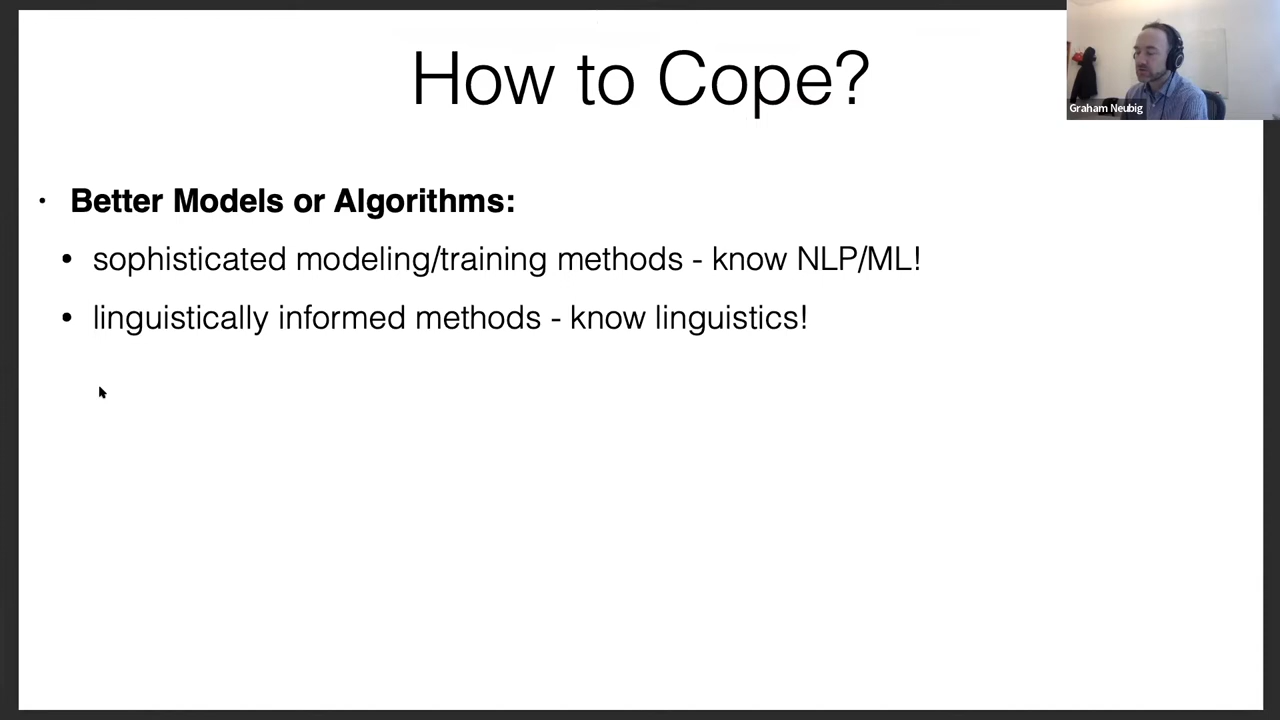 How to Cope?
Graham Neubig
· Better Models or Algorithms:
• sophisticated modeling/training methods - know NLP/ML!
• linguistically informed methods - know linguistics!